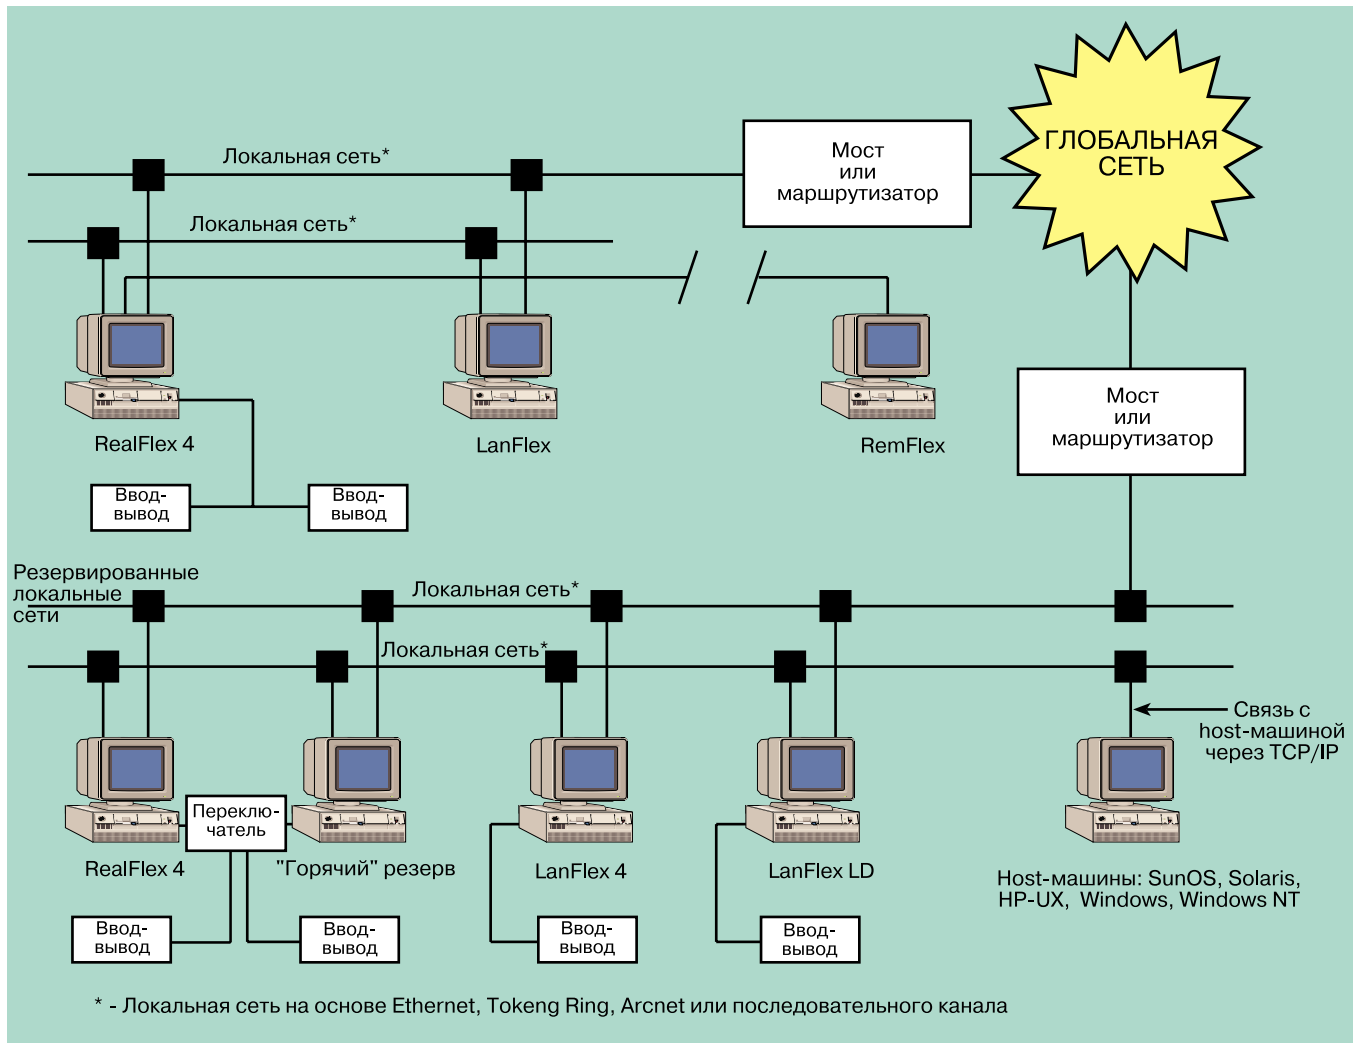 Локальная сеть*
Мост
или
маршрутизатор
ГЛОБАЛЬНАЯ
СЕТЬ
Локальная сеть*
RealFlex 4
LanFlex
RemFlex
Мост
или
маршрутизатор
Ввод-
вывод
Ввод-
вывод
Резервированные
локальные
сети
Локальная сеть*
Локальная сеть*
Связь с
host-машиной
через TCP/IP
Переклю-
чатель
RealFlex 4
"Горячий" резерв
LanFlex 4
LanFlex LD
Host-машины: SunOS, Solaris,
HP-UX, Windows, Windows NT
Ввод-
вывод
Ввод-
вывод
Ввод-
вывод
Ввод-
вывод
* - Локальная сеть на основе Ethernet, Tokeng Ring, Arcnet или последовательного канала